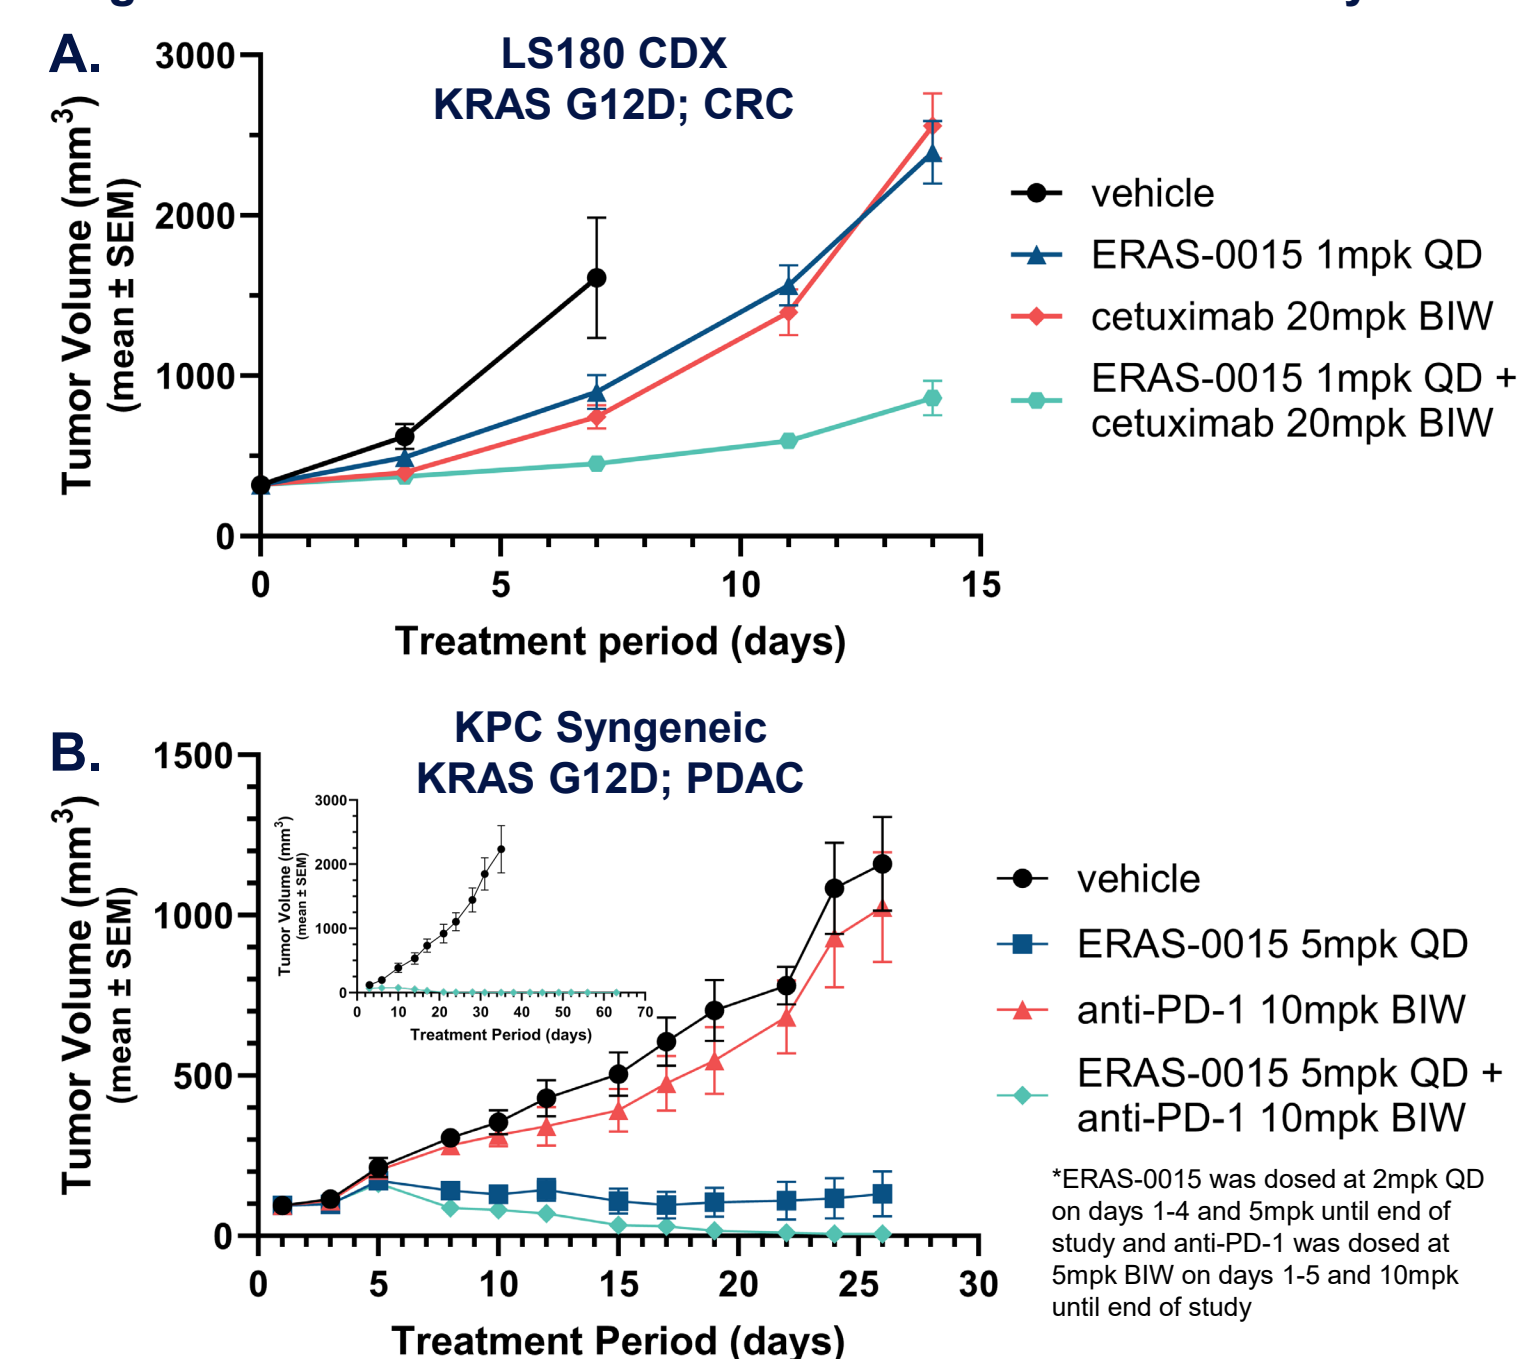 A.
LS180 CDX
KRAS G12D; CRC
Tumor Volume (mm3)
(mean ± SEM)
3000
2000
1000
0
0 5 10 15
Treatment period (days)
vehicle
ERAS-0015 1mpk QD
cetuximab 20mpk BIW
ERAS-0015 1mpk QD +
cetuximab 20mpk BIW
B.
KPC Syngeneic
KRAS G12D; PDAC
Tumor Volume (mm3)
(mean ± SEM)
1500
1000
500
0
0 5 10 15 20 25 30
Treatment Period (days)
Tumor Volume (mm3)
(mean ± SEM)
3000
2000
1000
0
0 10 20 30 40 50 60 70
Treatment Period (days)
vehicle
ERAS-0015 5mpk QD
anti-PD-1 10mpk BIW
ERAS-0015 5mpk QD +
anti-PD-1 10mpk BIW
*ERAS-0015 was dosed at 2mpk QD
on days 1-4 and 5mpk until end of
study and anti-PD-1 was dosed at
5mpk BIW on days 1-5 and 10mpk
until end of study